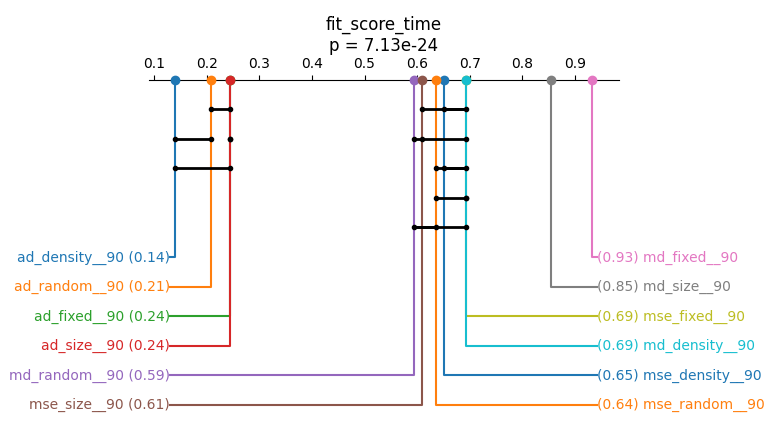 fit_score_time
p = 7.13e-24
0.1 0.2 0.3 0.4 0.5 0.6 0.7 0.8 0.9
ad_density__90 (0.14)
(0.93) md_fixed__90
ad_random__90 (0.21)
(0.85) md_size__90
ad_fixed__90 (0.24)
(0.69) mse_fixed__90
ad_size__90 (0.24)
(0.69) md_density__90
md_random__90 (0.59)
(0.65) mse_density__90
mse_size__90 (0.61)
(0.64) mse_random__90